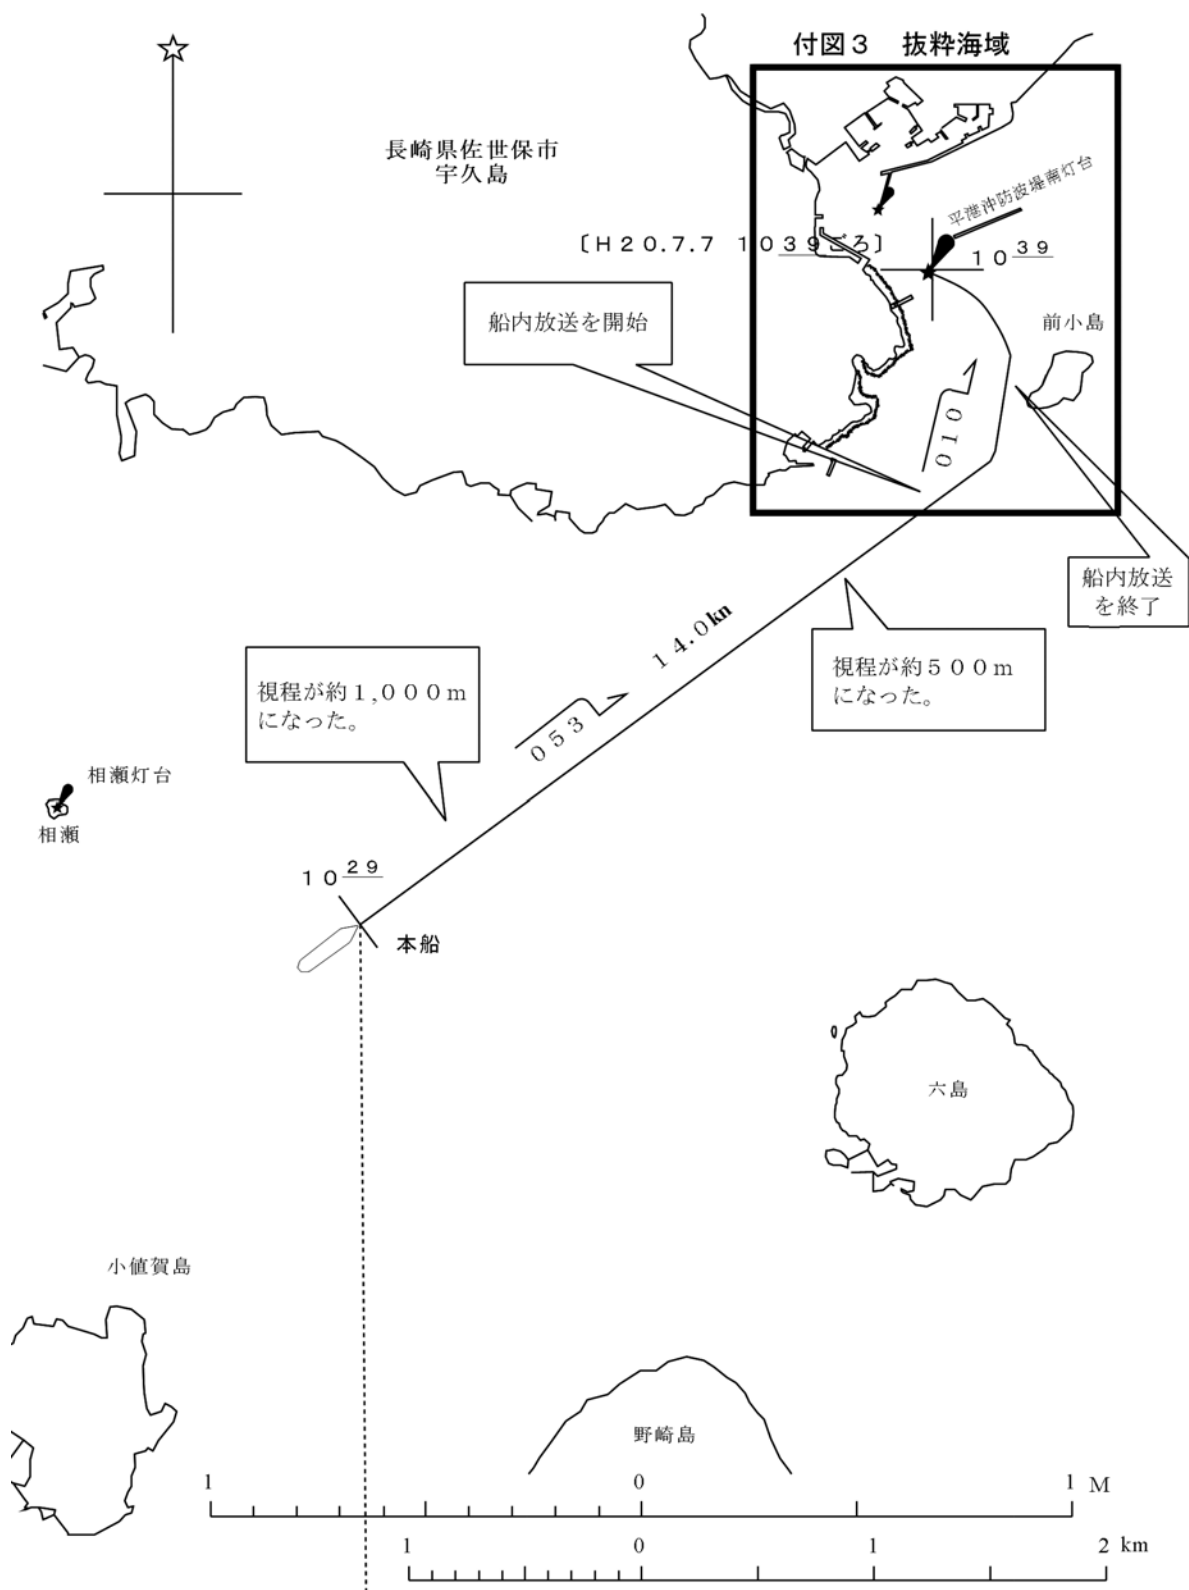 付図３　抜粋海域
長崎県佐世保市
宇久島
平港沖防波堤南灯台
〔Ｈ２０.７.７ １０３９ごろ〕
１０３９
船内放送を開始
前小島
０１０
船内放送
を終了
１４.０kn
視程が約５００ｍ
になった。
視程が約１,０００ｍ
になった。
０５３
相瀬灯台
相瀬
１０２９
本船
六島
小値賀島
野崎島
1 0 1 M
1 0 1 2 km